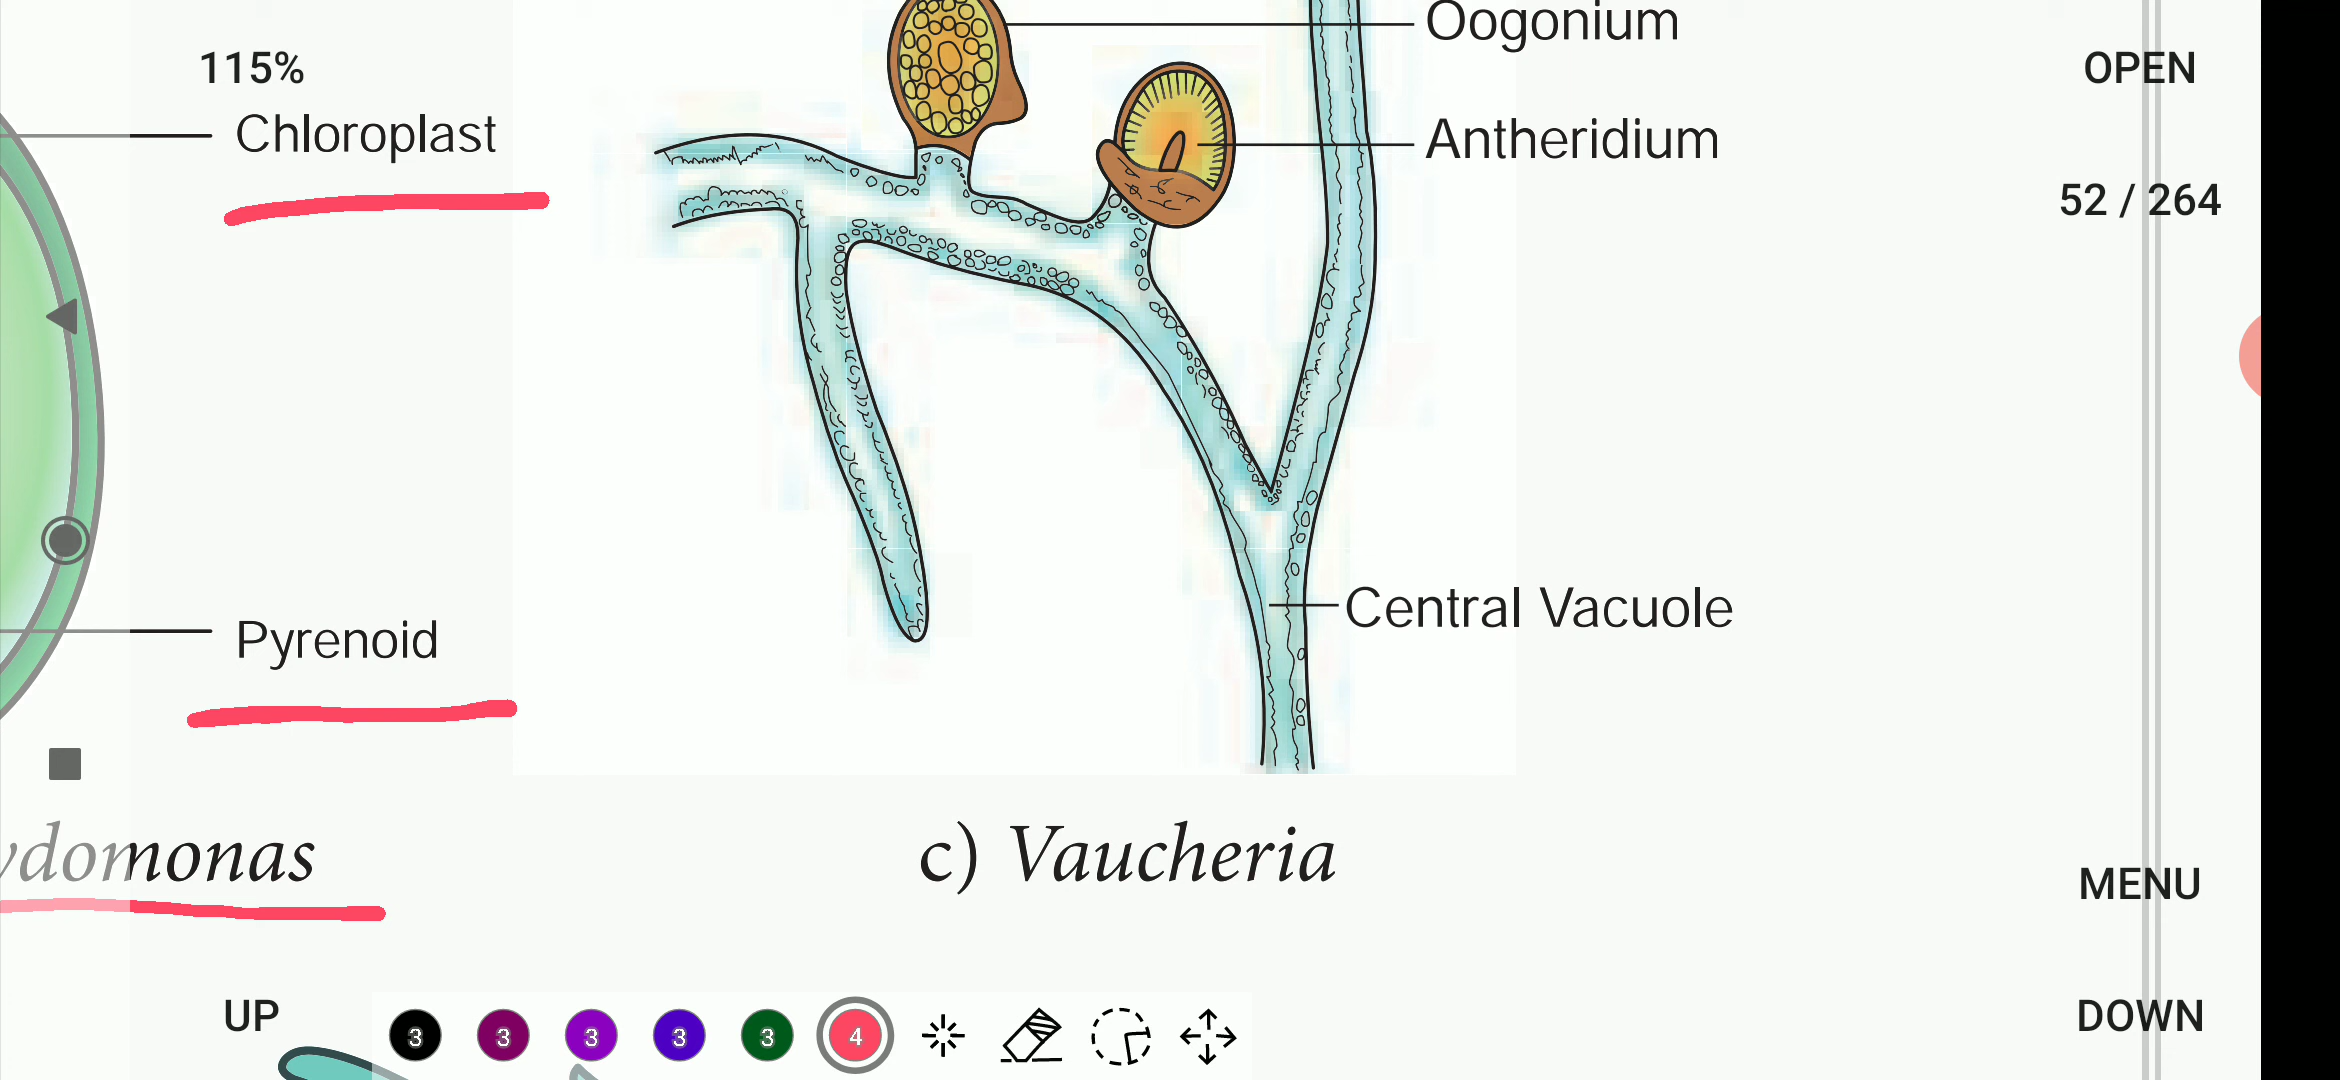 Oogonium
115%
OPEN
Chloroplast
Antheridium
52 / 264
Central Vacuole
Pyrenoid
ydomonas
c) Vaucheria
MENU
UP
3 3 3 3 3 4
DOWN